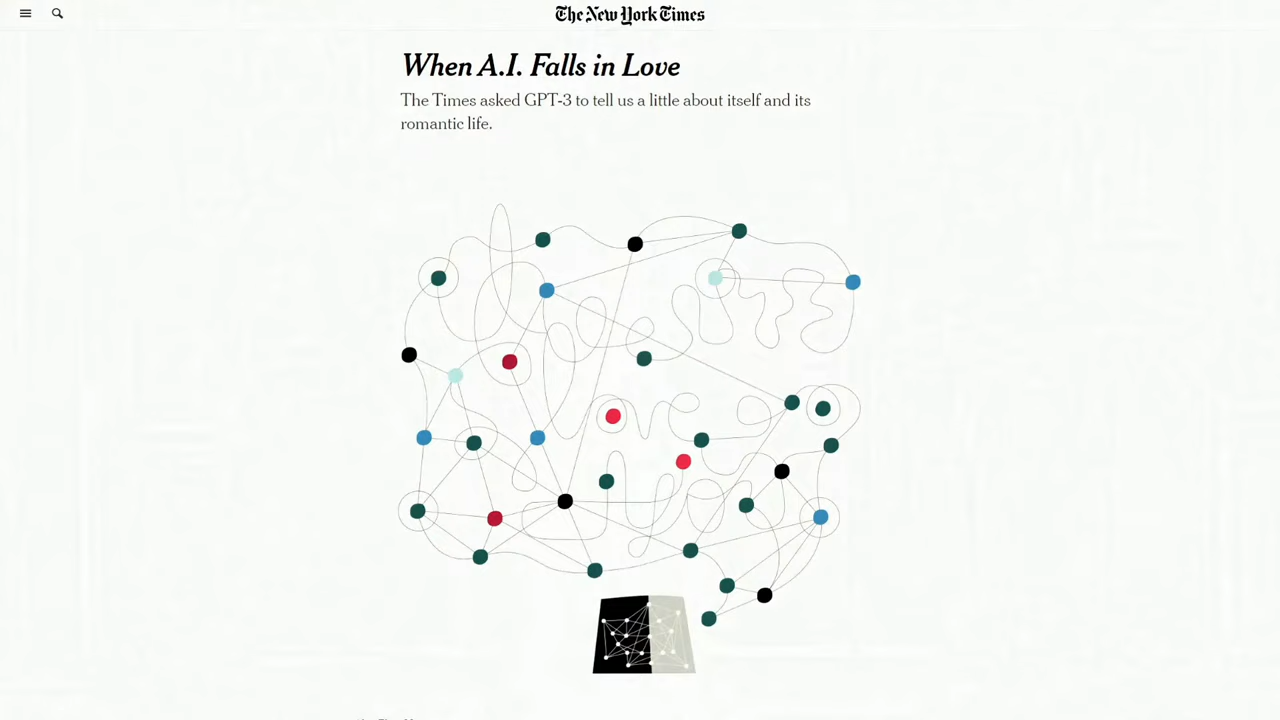 The New York Times
When A.I. Falls in Love
The Times asked GPT-3 to tell us a little about itself and its
romantic life.